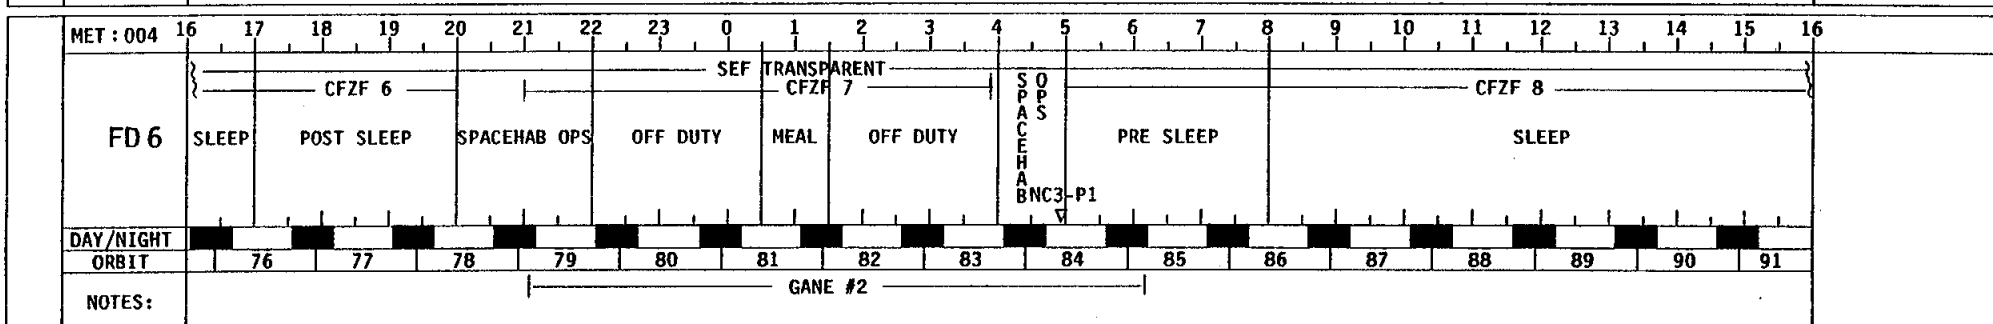 MET:004 16 17 18 19 20 21 22 23 0 1 2 3 4 5 6 7 8 9 10 11 12 13 14 15 16
SEF TRANSPARENT
CFZF 6 CFZF 7 CFZF 8
FD 6 SLEEP POST SLEEP SPACEHAB OPS OFF DUTY MEAL OFF DUTY SPACEHAB OPS PRE SLEEP SLEEP
NC3-P1
DAY/NIGHT
ORBIT 76 77 78 79 80 81 82 83 84 85 86 87 88 89 90 91
NOTES: GANE #2